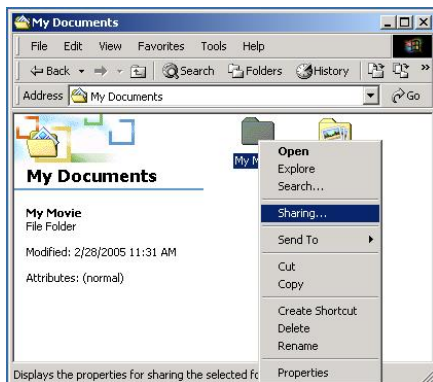 My Documents
File Edit View Favorites Tools Help
Back Search Folders History »
Address My Documents Go
My Documents
My Movie
File Folder
Modified: 2/28/2005 11:31 AM
Attributes: (normal)
My M
Open
Explore
Search...
Sharing...
Send To
Cut
Copy
Create Shortcut
Delete
Rename
Properties
Displays the properties for sharing the selected fo